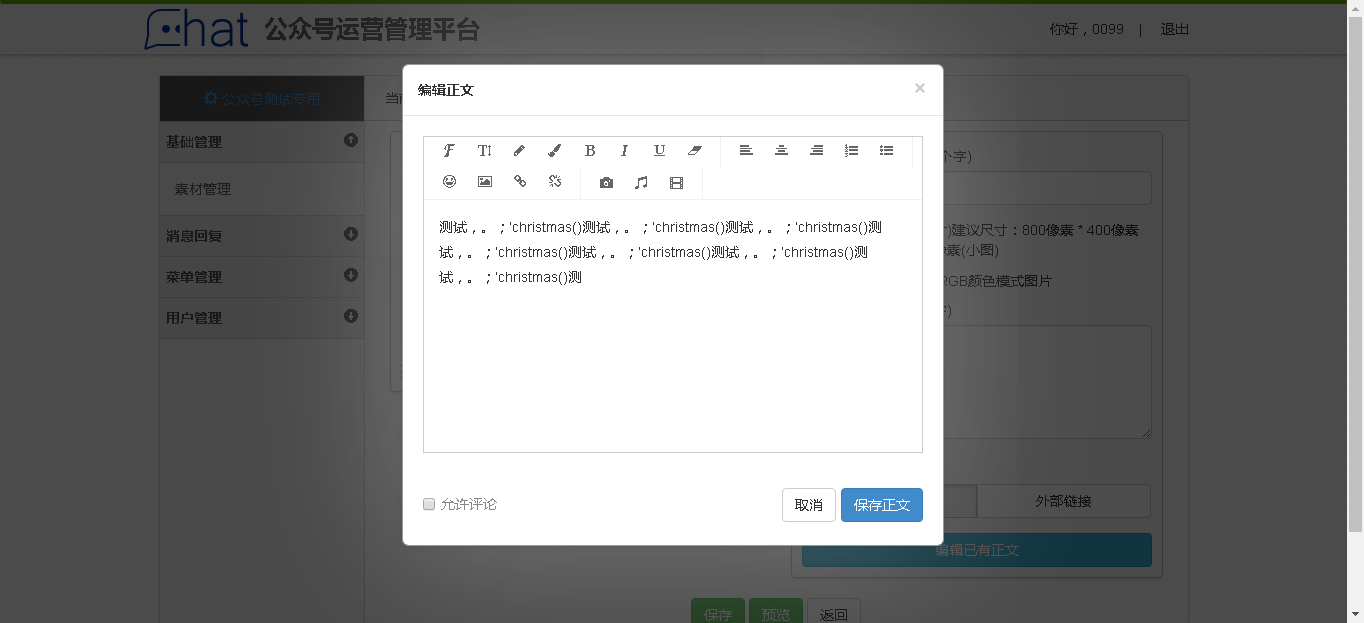 Chat 公众号运营管理平台
你好，0099 | 退出
公众号测试专用
当前
编辑正文 ×
基础管理
素材管理
消息回复
菜单管理
用户管理
个字)
F T B I U
测试，。；'christmas()测试，。；'christmas()测试，。；'christmas()测
试，。；'christmas()测试，。；'christmas()测试，。；'christmas()测
试，。；'christmas()测
)建议尺寸：800像素 * 400像素
像素(小图)
RGB颜色模式图片
字)
允许评论
取消 保存正文
外部链接
编辑已有正文
保存 预览 返回